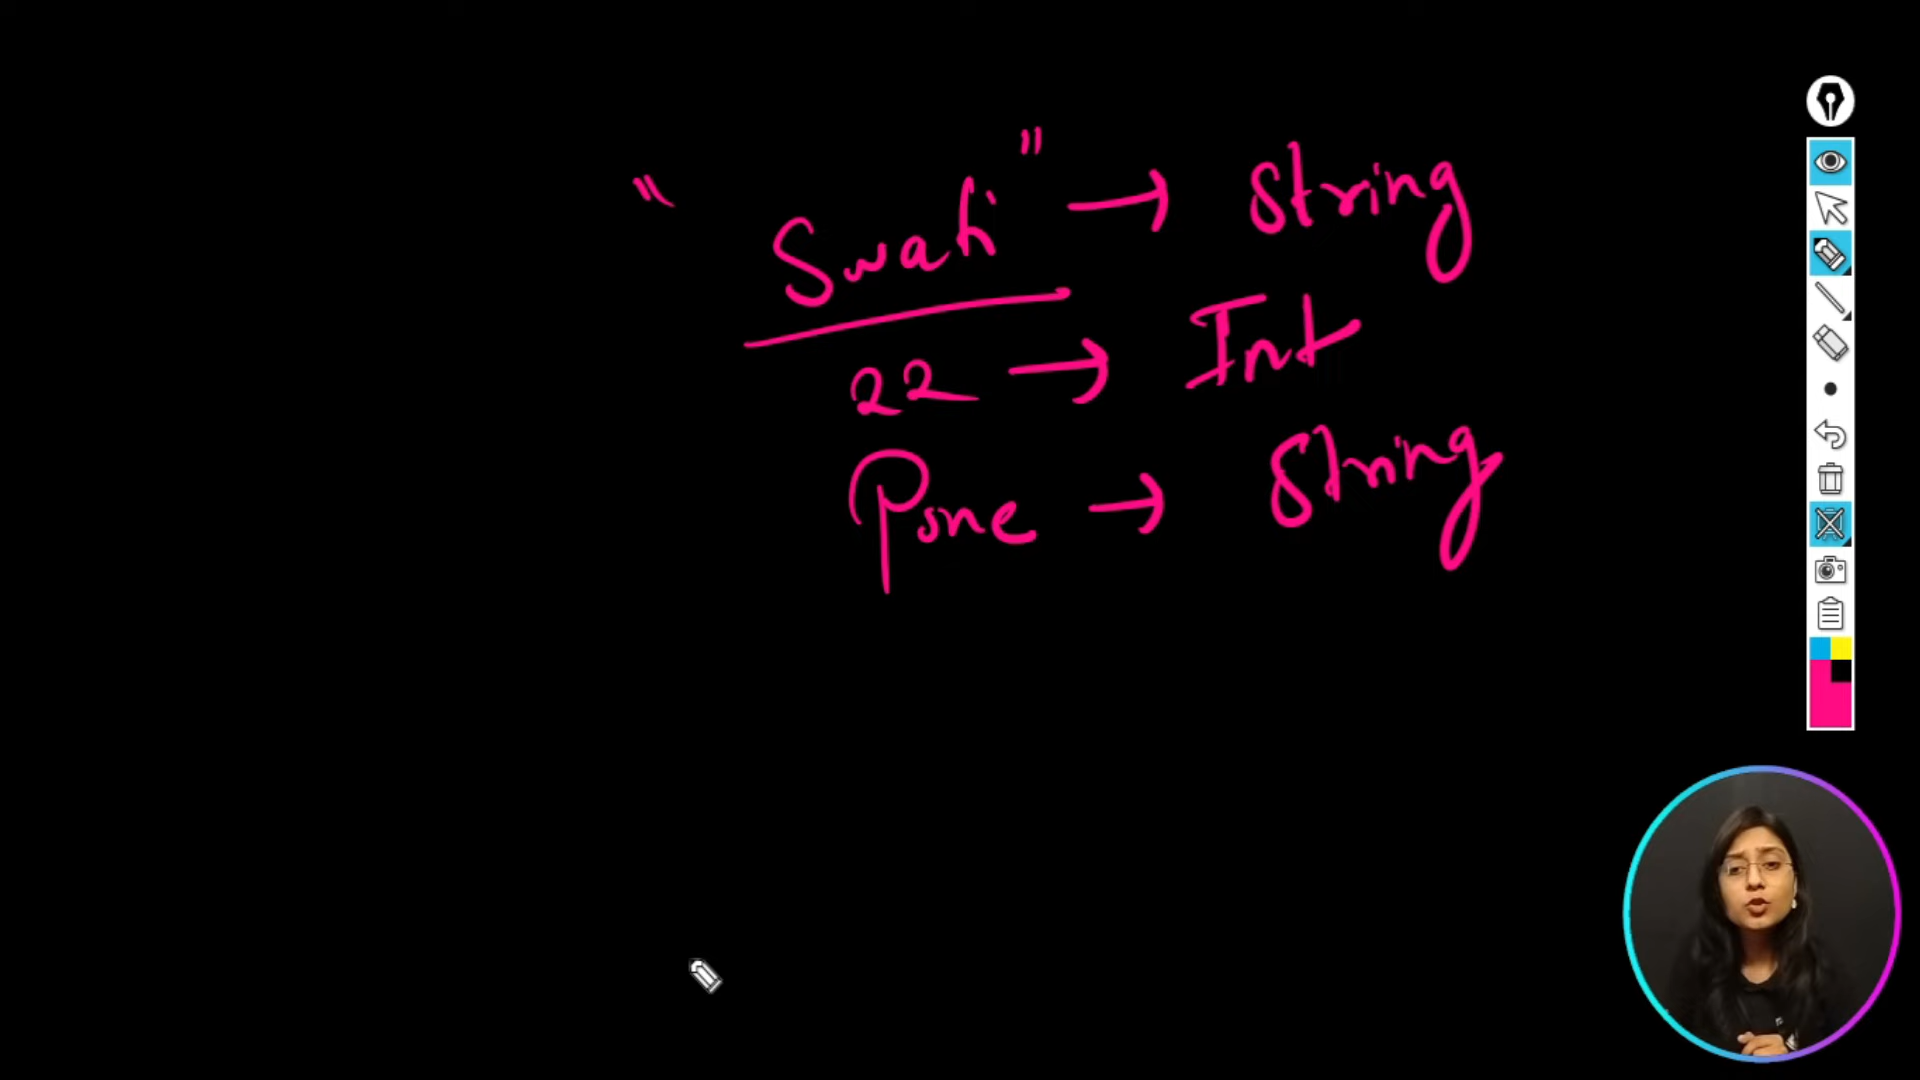 "Swati" → String
22 → Int
Pune → String